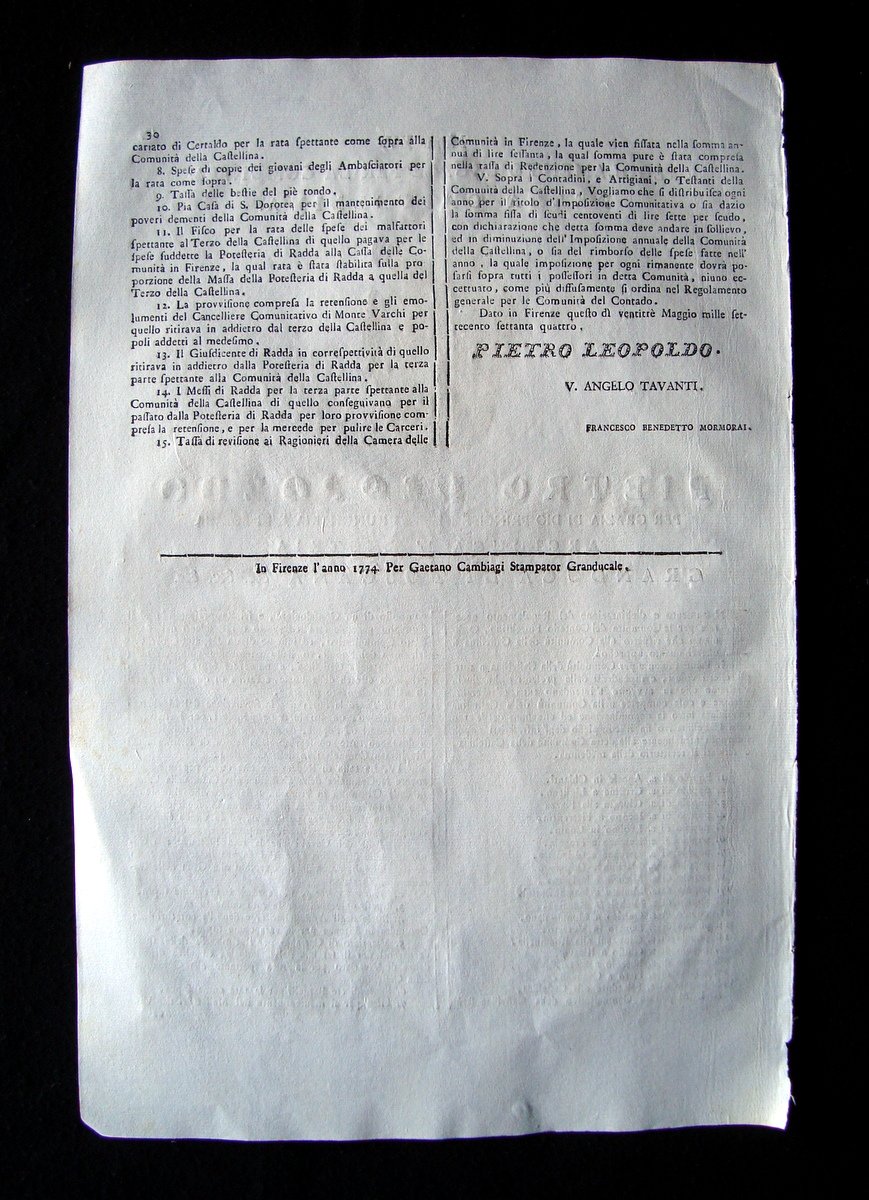 30
cariato di Certaldo per la rata ſpettante come ſopra alla
Comunità della Caſtellina.
8. Speſe di copie dei giovani degli Ambaſciatori per
la rata come ſopra.
9. Taſſa delle beſtie del piè tondo.
10. Pia Caſa di S. Dorotea per il mantenimento dei
poveri dementi della Comunità della Caſtellina.
11. Il Fiſco per la rata delle ſpeſe dei malfattori
ſpettante al Terzo della Caſtellina di quello pagava per le
ſpeſe ſuddette la Poteſteria di Radda alla Caſſa delle Co-
munità in Firenze, la qual rata è ſtata ſtabilita ſulla pro
porzione della Maſſa della Poteſteria di Radda a quella del
Terzo della Caſtellina.
12. La provviſione compreſa la retenſione e gli emo-
lumenti del Cancelliere Comunitativo di Monte Varchi per
quello ritirava in addietro dal terzo della Caſtellina e po-
poli addetti al medeſimo.
13. Il Giuſdicente di Radda in correſpettività di quello
ritirava in addietro dalla Poteſteria di Radda per la terza
parte ſpettante alla Comunità della Caſtellina.
14. I Meſſi di Radda per la terza parte ſpettante alla
Comunità della Caſtellina di quello conſeguivano per il
paſſato dalla Poteſteria di Radda per loro provviſione com-
preſa la retenſione, e per la mercede per pulire le Carceri.
15. Taſſa di reviſione ai Ragionieri della Camera delle
Comunità in Firenze, la quale vien fiſſata nella ſomma an-
nua di lire ſeſſanta, la qual ſomma pure è ſtata compreſa
nella taſſa di Redenzione per la Comunità della Caſtellina.
V. Sopra i Contadini, e Artigiani, o Teſtanti della
Comunità della Caſtellina, Vogliamo che ſi diſtribuiſca ogni
anno per il titolo d'Impoſizione Comunitativa o ſia dazio
la ſomma fiſſa di ſcudi centoventi di lire ſette per ſcudo,
con dichiarazione che detta ſomma deve andare in ſollievo,
ed in diminuzione dell'Impoſizione annuale della Comunità
della Caſtellina, o ſia del rimborſo delle ſpeſe fatte nell'
anno, la quale impoſizione per ogni rimanente dovrà po-
ſarſi ſopra tutti i poſſeſſori in detta Comunità, niuno ec-
cettuato, come più diffuſamente ſi ordina nel Regolamento
generale per le Comunità del Contado.
Dato in Firenze queſto dì ventitrè Maggio mille ſet-
tecento ſettanta quattro.
PIETRO LEOPOLDO.
V. ANGELO TAVANTI.
FRANCESCO BENEDETTO MORMORAI.
In Firenze l'anno 1774. Per Gaetano Cambiagi Stampator Granducale.